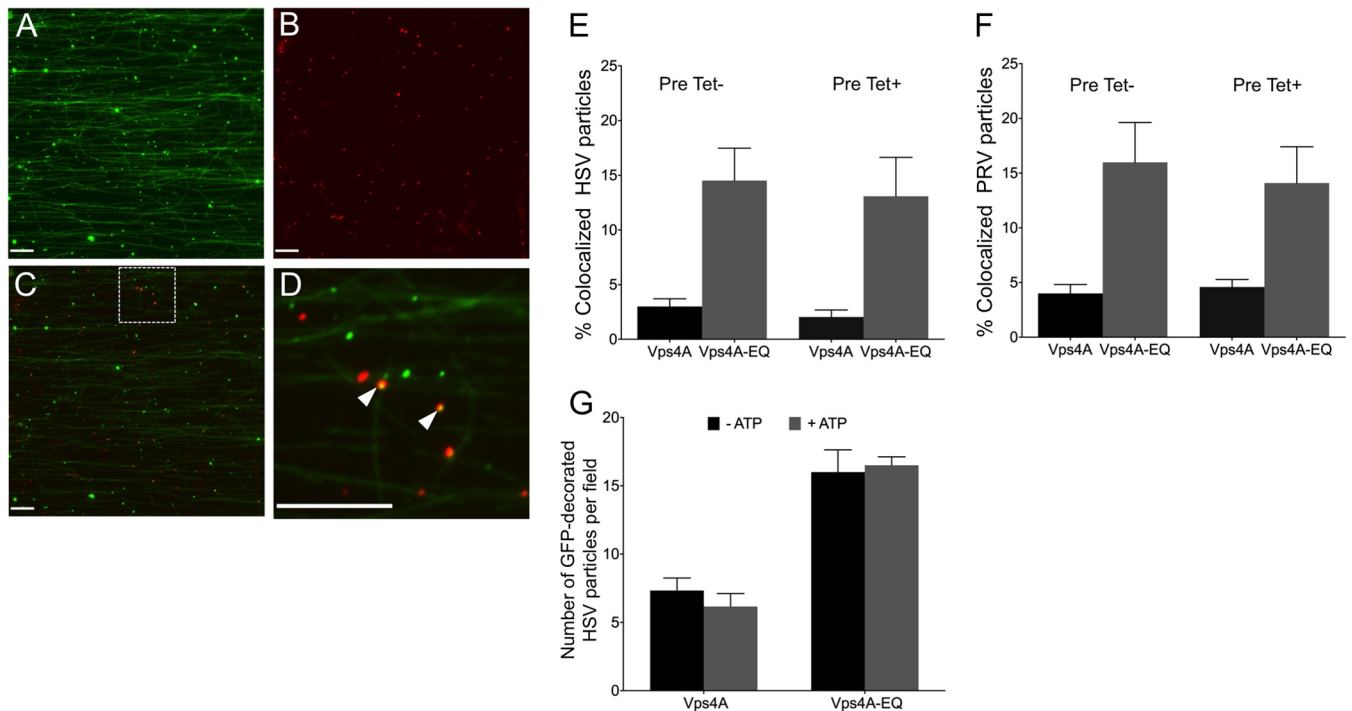 A
B
C
D
E
% Colocalized HSV particles
25
20
15
10
5
0
Pre Tet-
Pre Tet+
Vps4A
Vps4A-EQ
Vps4A
Vps4A-EQ
F
% Colocalized PRV particles
25
20
15
10
5
0
Pre Tet-
Pre Tet+
Vps4A
Vps4A-EQ
Vps4A
Vps4A-EQ
G
Number of GFP-decorated
HSV particles per field
20
15
10
5
0
- ATP
+ ATP
Vps4A
Vps4A-EQ